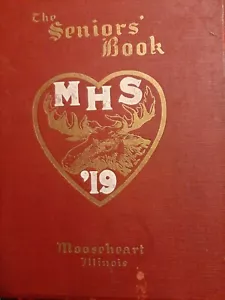 The
Seniors'
Book
MHS
'19
Mooseheart
Illinois